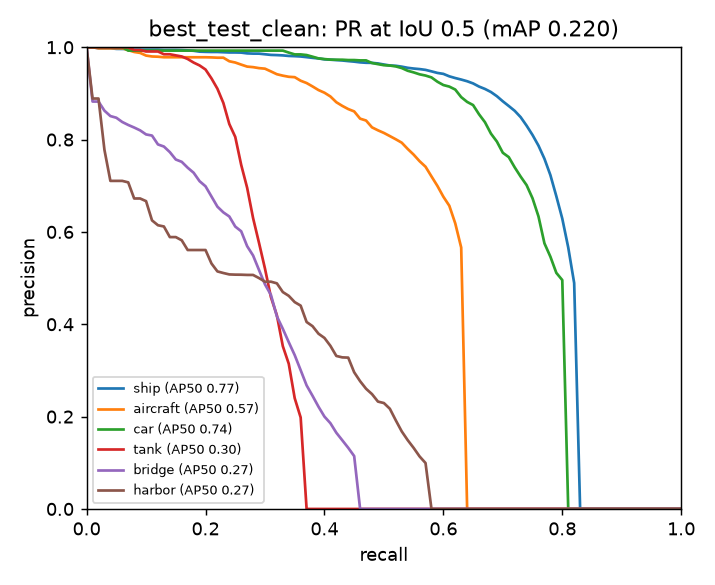 best_test_clean: PR at IoU 0.5 (mAP 0.220)
1.0
0.8
0.6
0.4
0.2
0.0
precision
ship (AP50 0.77)
aircraft (AP50 0.57)
car (AP50 0.74)
tank (AP50 0.30)
bridge (AP50 0.27)
harbor (AP50 0.27)
0.0 0.2 0.4 0.6 0.8 1.0
recall